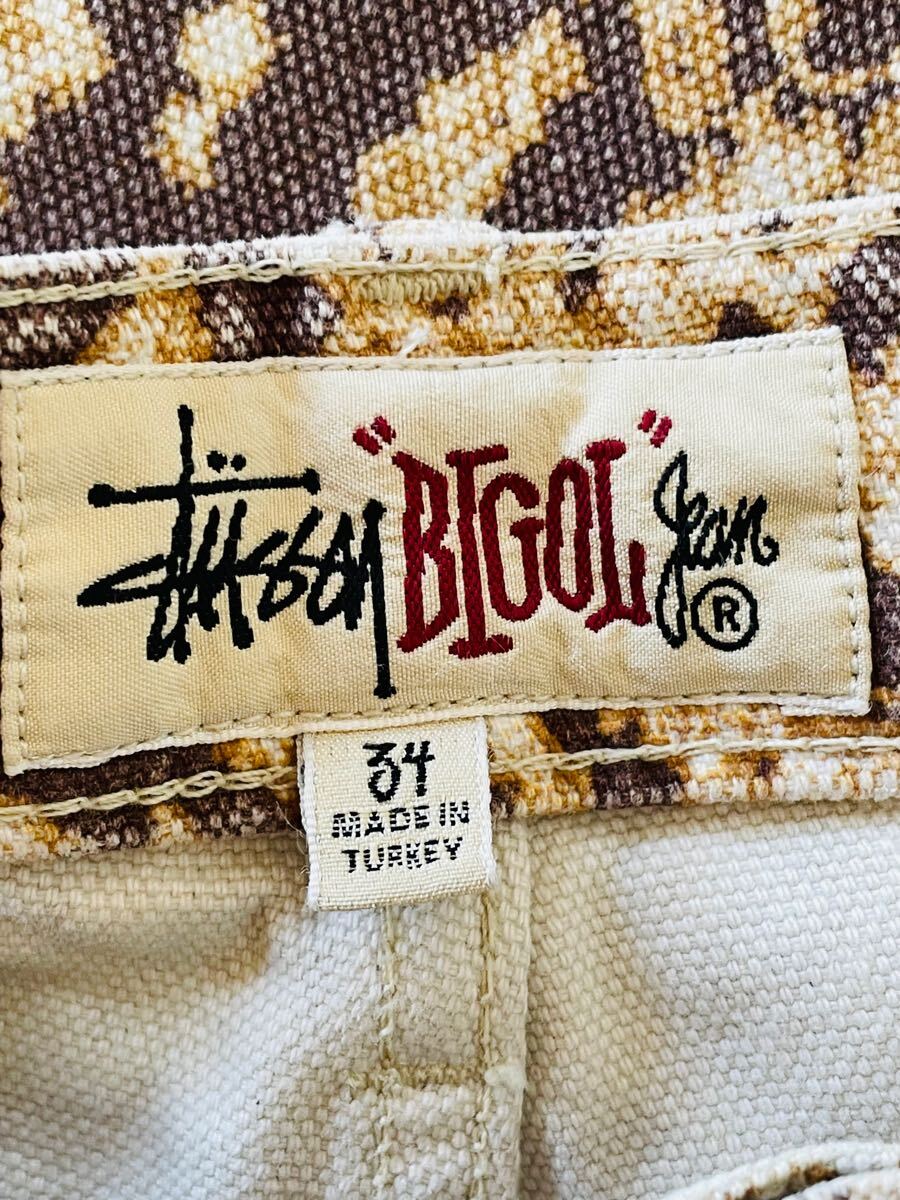 Stüssy "BIGOL" Jean ®
34
MADE IN
TURKEY